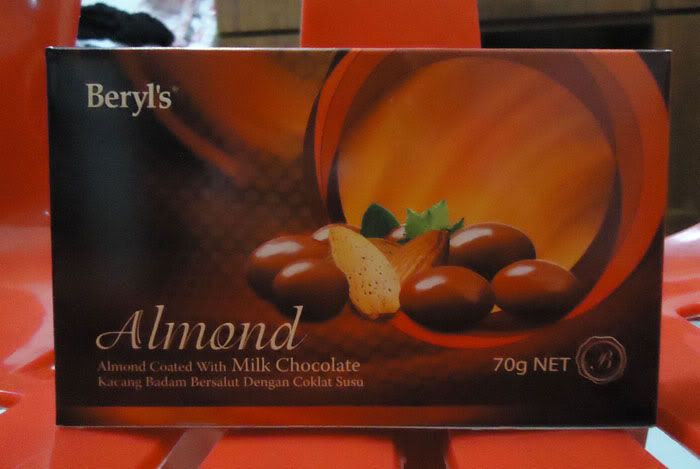 Beryl's
Almond
Almond Coated With Milk Chocolate
Kacang Badam Bersalut Dengan Coklat Susu
70g NET
B